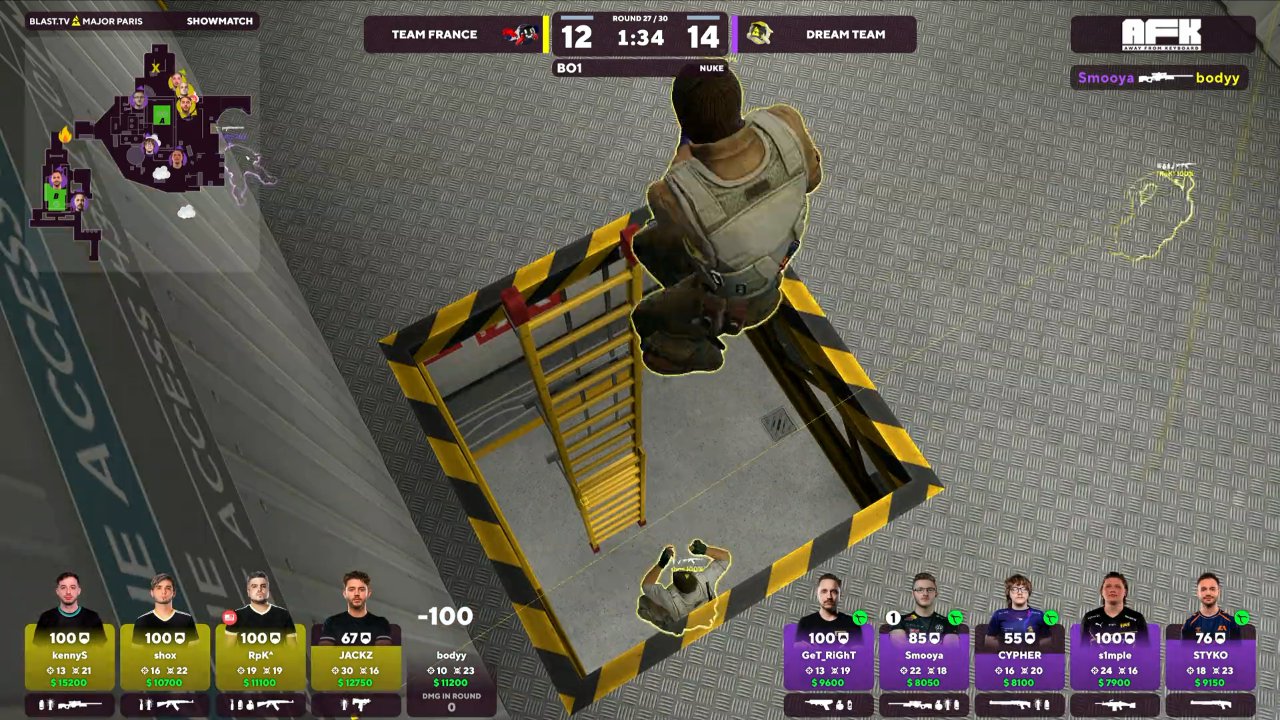 BLAST.TV MAJOR PARIS SHOWMATCH
TEAM FRANCE 12 ROUND 27 / 30 1:34 14 DREAM TEAM
BO1 NUKE
AFK
AWAY FROM KEYBOARD
Smooya bodyy
X
A
B
RpK^ 100%
ACCESS
ACCESS
100 100 100 67 -100 100 1 85 55 100 76
kennyS shox RpK^ JACKZ bodyy GeT_RiGhT Smooya CYPHER s1mple STYKO
13 21 16 22 19 19 30 16 10 23 13 19 22 18 16 20 24 16 18 23
$15200 $10700 $11100 $12750 $11200 $9600 $8050 $8100 $7900 $9150
DMG IN ROUND
0